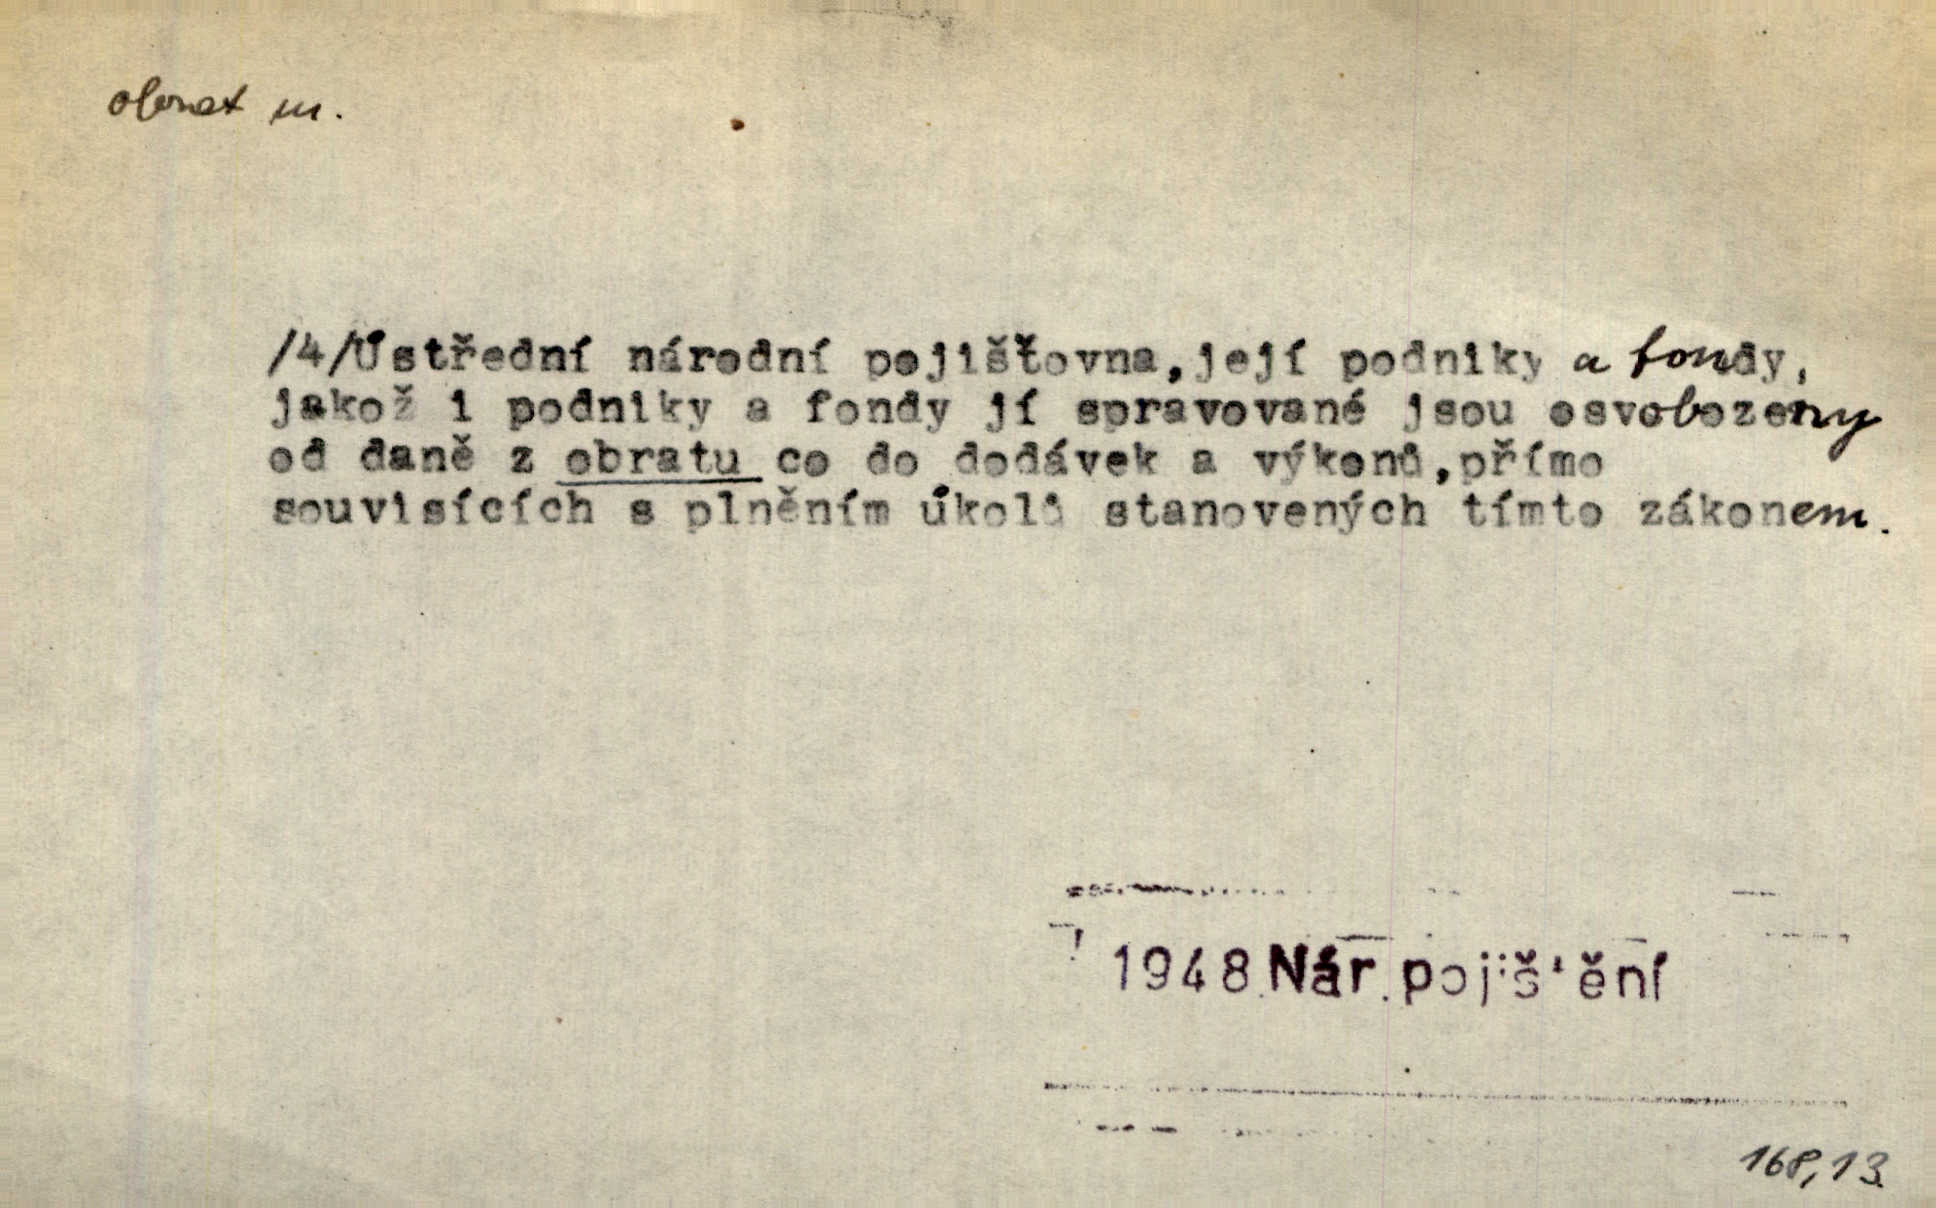 obrat m.
/4/Ústřední národní pojišťovna,její podniky a fondy,
jakož i podniky a fondy jí spravované jsou osvobozeny
od daně z obratu co do dodávek a výkonů,přímo
souvisících s plněním úkolů stanovených tímto zákonem.
1948 Nár. pojištění
168,13.